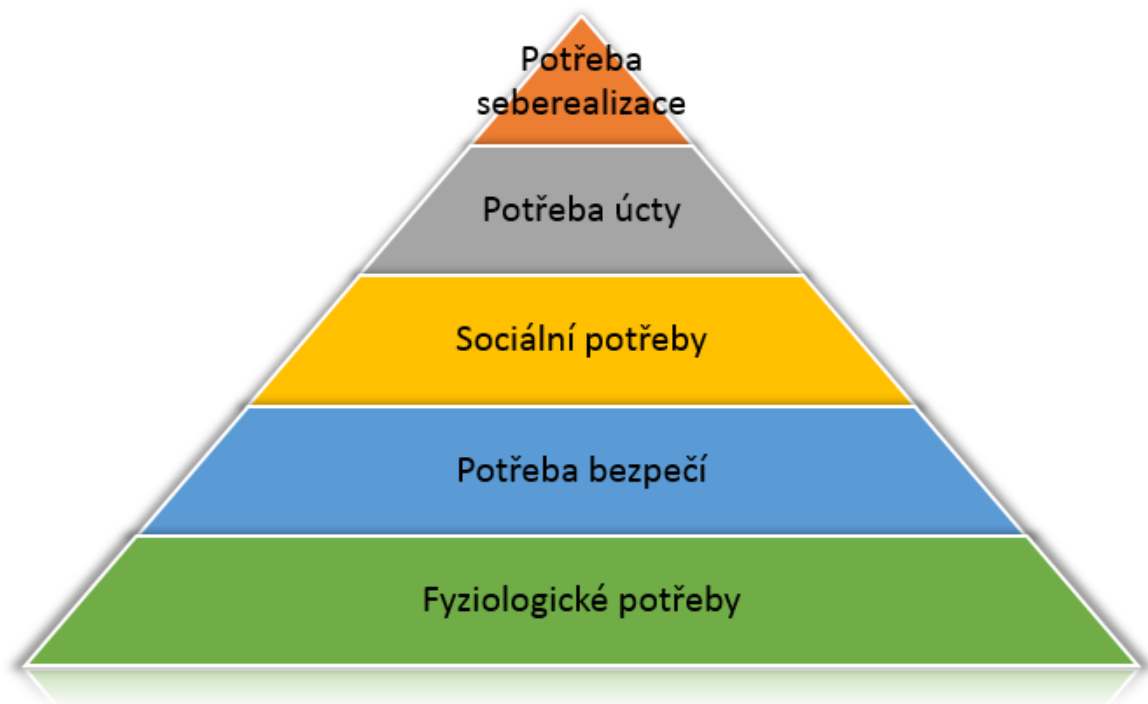 Potřeba
seberealizace
Potřeba úcty
Sociální potřeby
Potřeba bezpečí
Fyziologické potřeby